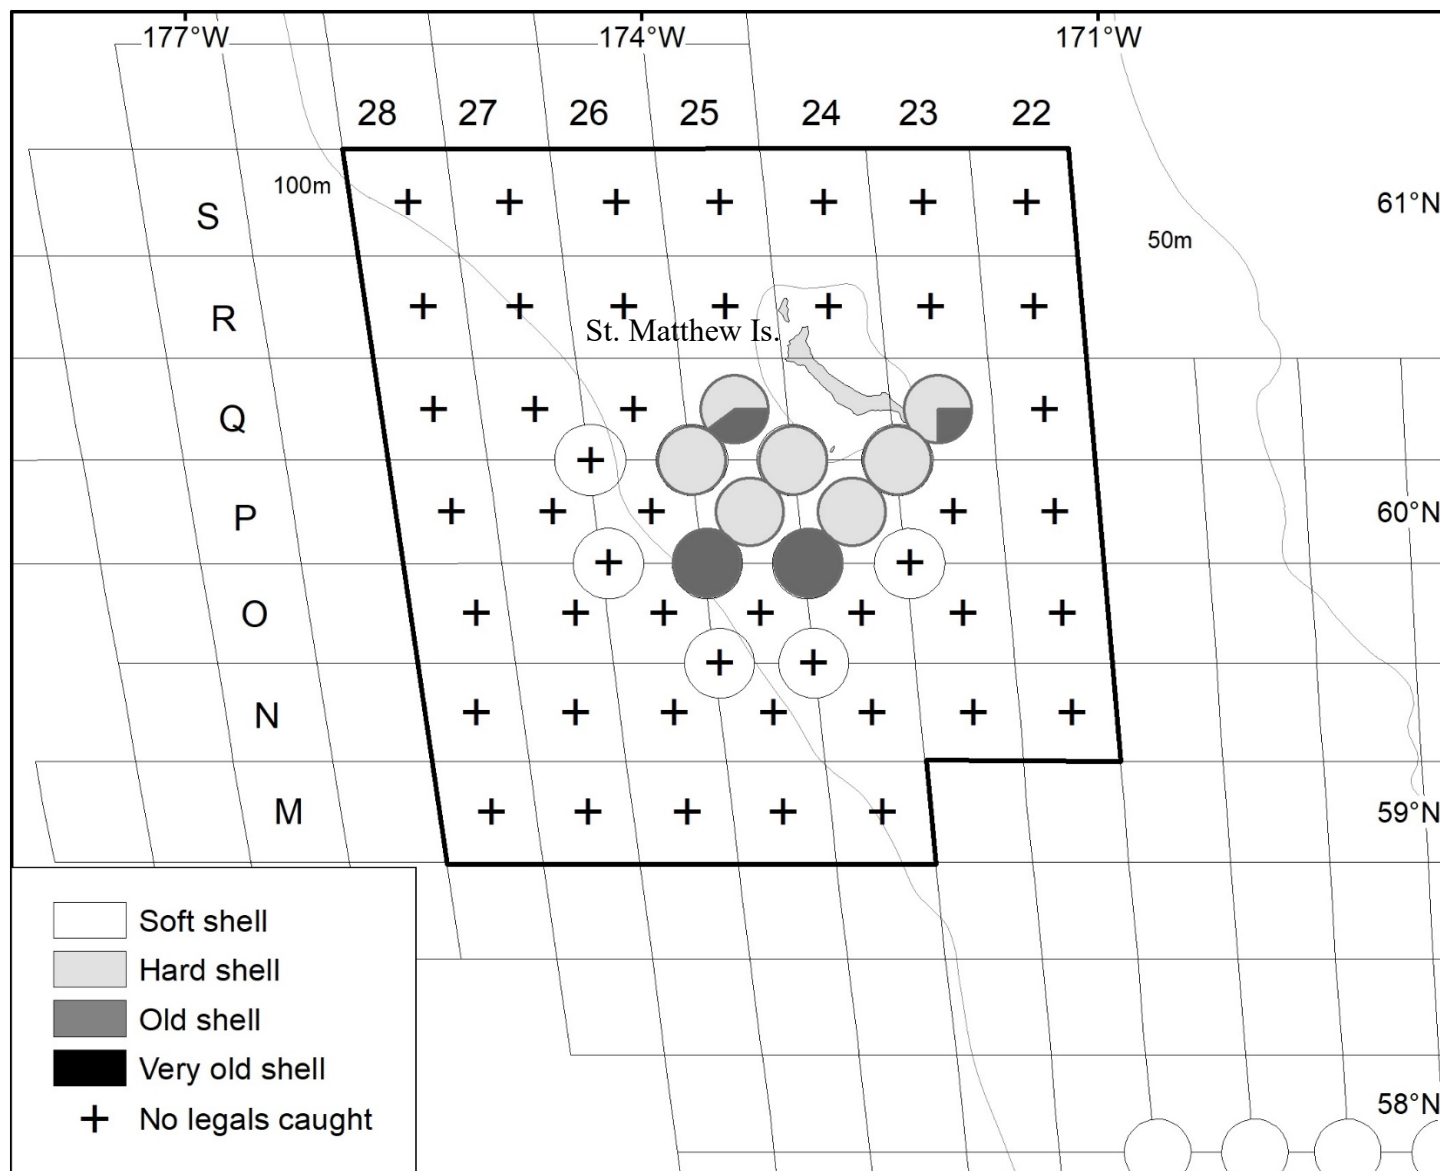 177°W 174°W 171°W
28 27 26 25 24 23 22
100m
S
61°N
50m
R
St. Matthew Is.
Q
P
60°N
O
N
M
59°N
Soft shell
Hard shell
Old shell
Very old shell
+ No legals caught
58°N